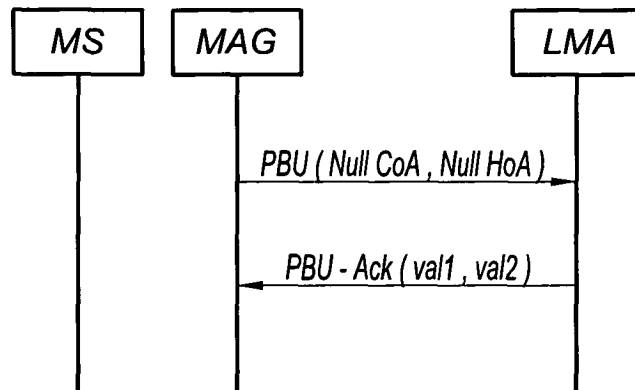 MS
MAG
LMA
PBU ( Null CoA , Null HoA )
PBU - Ack ( val1 , val2 )